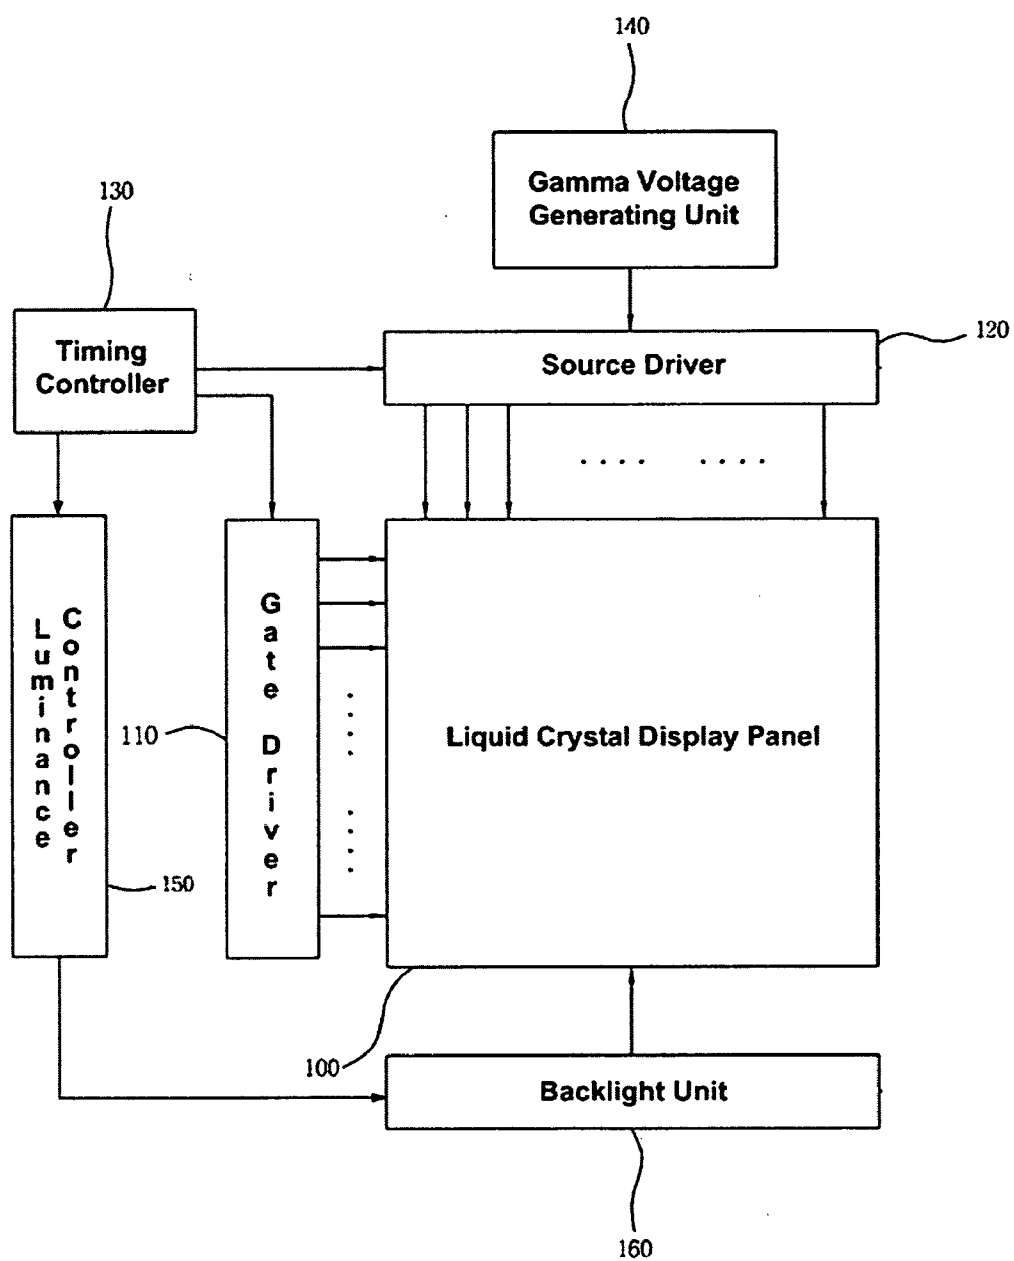 140
Gamma Voltage
Generating Unit
130
Timing
Controller
120
Source Driver
Luminance
Controller
Gate Driver
110
Liquid Crystal Display Panel
150
100
Backlight Unit
160